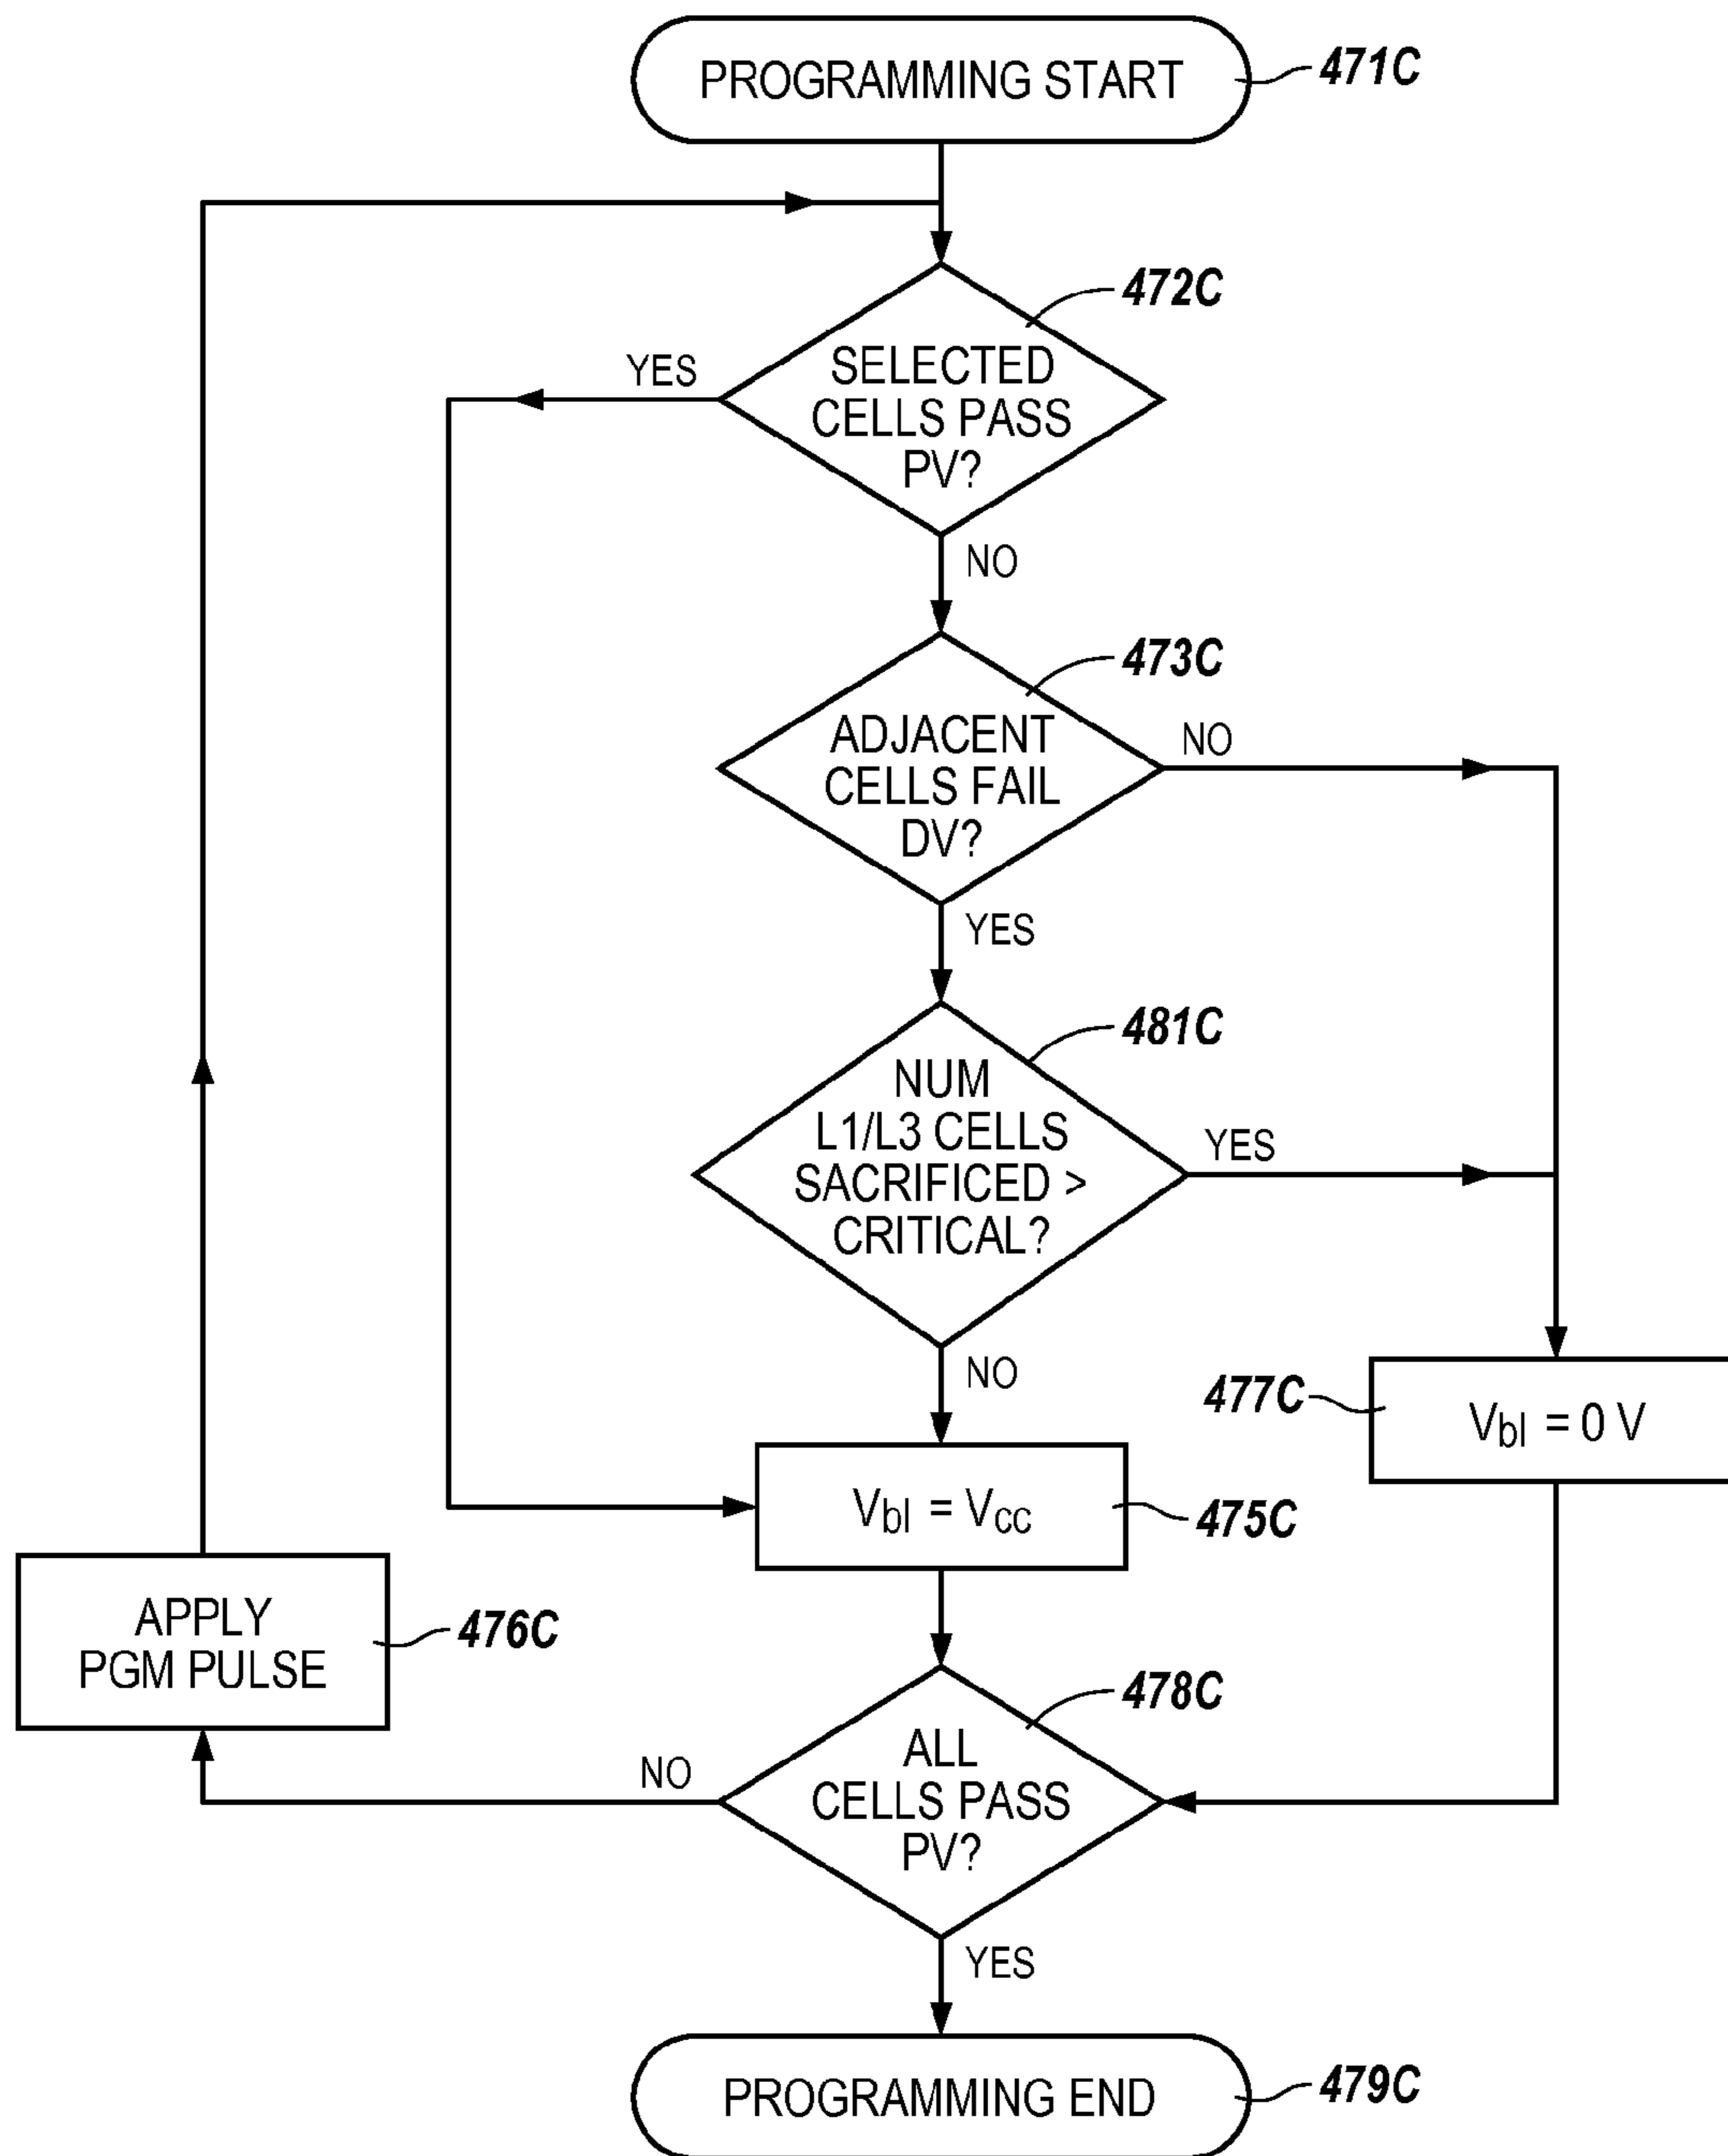 PROGRAMMING START
471C
472C
YES
SELECTED
CELLS PASS
PV?
NO
473C
ADJACENT
CELLS FAIL
DV?
NO
YES
481C
NUM
L1/L3 CELLS
SACRIFICED >
CRITICAL?
YES
NO
477C
Vbl = 0 V
Vbl = Vcc
475C
APPLY
PGM PULSE
476C
478C
ALL
CELLS PASS
PV?
NO
YES
PROGRAMMING END
479C